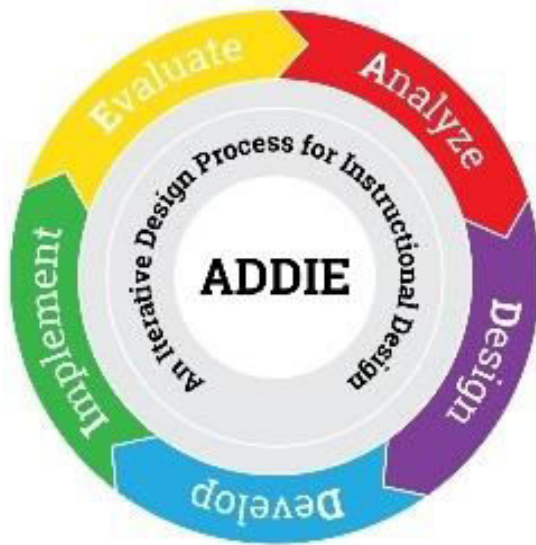 Analyze
Design
Develop
Implement
Evaluate
An Iterative Design Process for Instructional Design
ADDIE